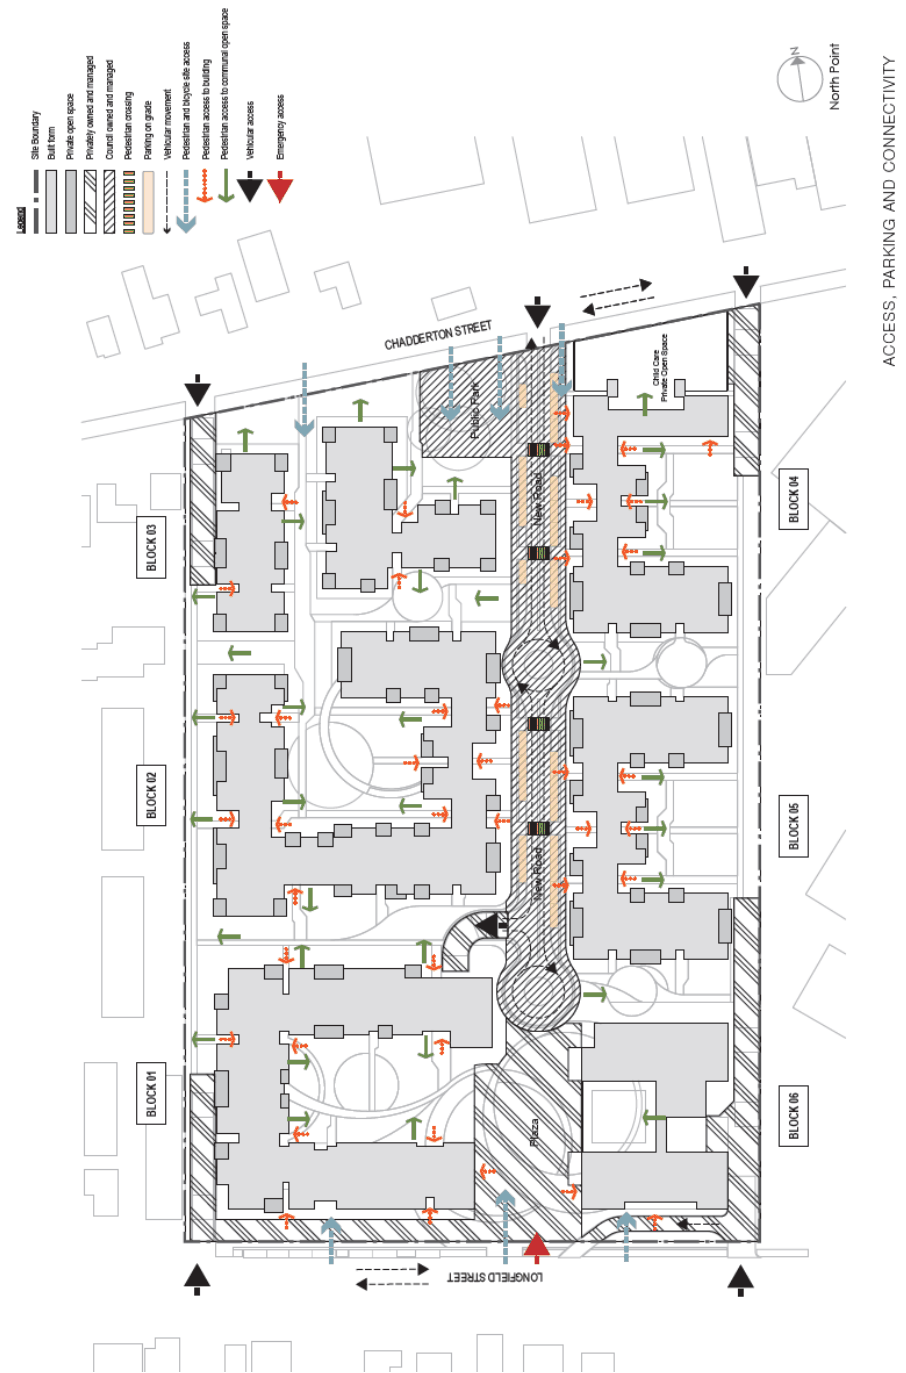 ACCESS, PARKING AND CONNECTIVITY
N
North Point
Legend
Site Boundary
Built form
Private open space
Privately owned and managed
Council owned and managed
Pedestrian crossing
Parking on grade
Vehicular movement
Pedestrian and bicycle site access
Pedestrian access to building
Pedestrian access to communal open space
Vehicular access
Emergency access
CHADDERTON STREET
Public Park
Child Care
Private Open Space
New Road
New Road
Plaza
LONGFIELD STREET
BLOCK 01
BLOCK 02
BLOCK 03
BLOCK 04
BLOCK 05
BLOCK 06